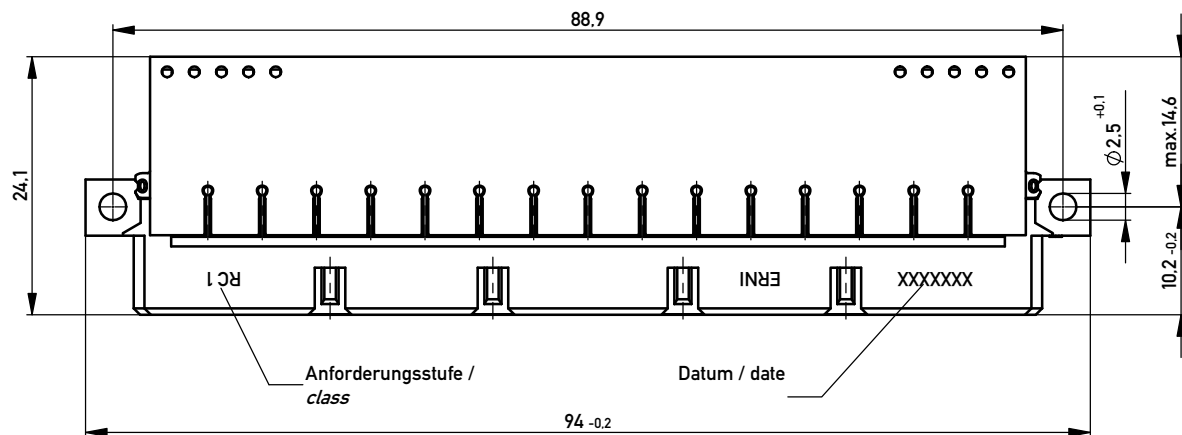 88,9
24,1
Ø2,5 +0,1
max.14,6
10,2 -0,2
RC 1
ERNI
XXXXXXX
Anforderungsstufe /
class
Datum / date
94 -0,2